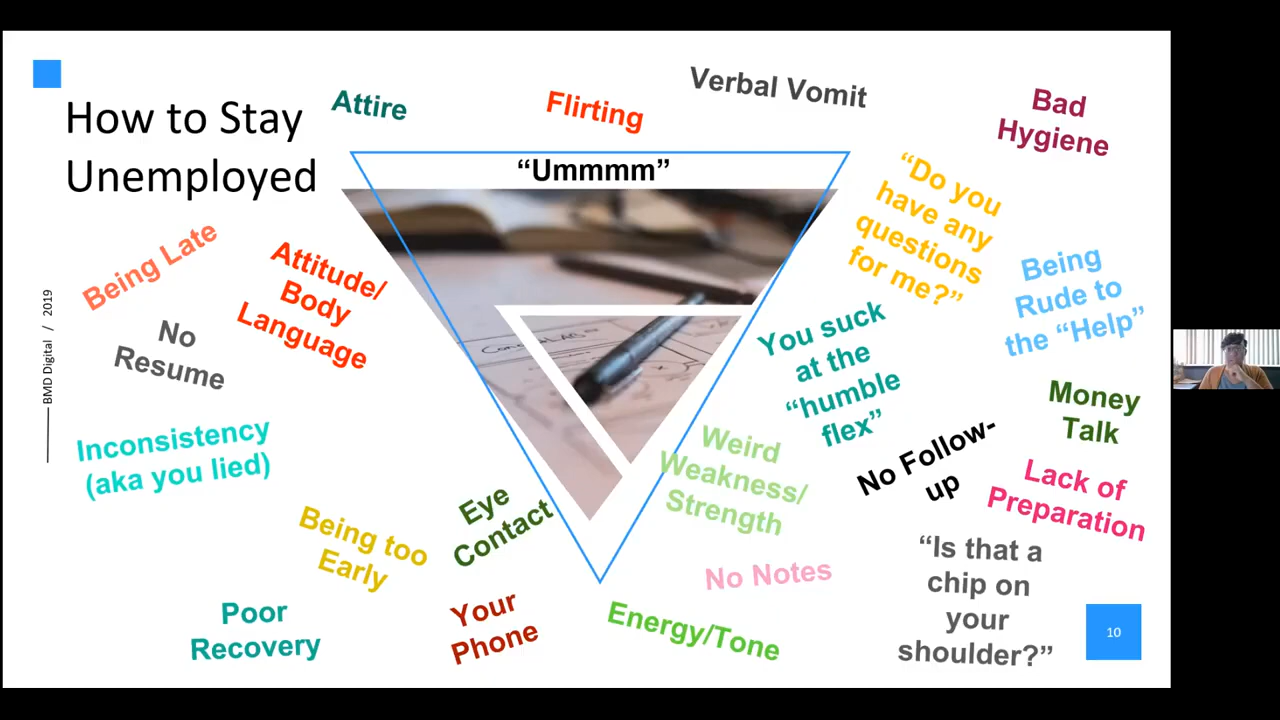 How to Stay
Unemployed
Attire
Flirting
Verbal Vomit
Bad
Hygiene
“Ummmm”
“Do you
have any
questions
for me?”
Being Late
Attitude/
Body
Language
Being
Rude to
the “Help”
No
Resume
You suck
at the
“humble
flex”
Money
Talk
BMD Digital / 2019
Inconsistency
(aka you lied)
Weird
Weakness/
Strength
No Follow-
up
Lack of
Preparation
Eye
Contact
Being too
Early
“Is that a
chip on
your
shoulder?”
No Notes
Poor
Recovery
Your
Phone
Energy/Tone
10